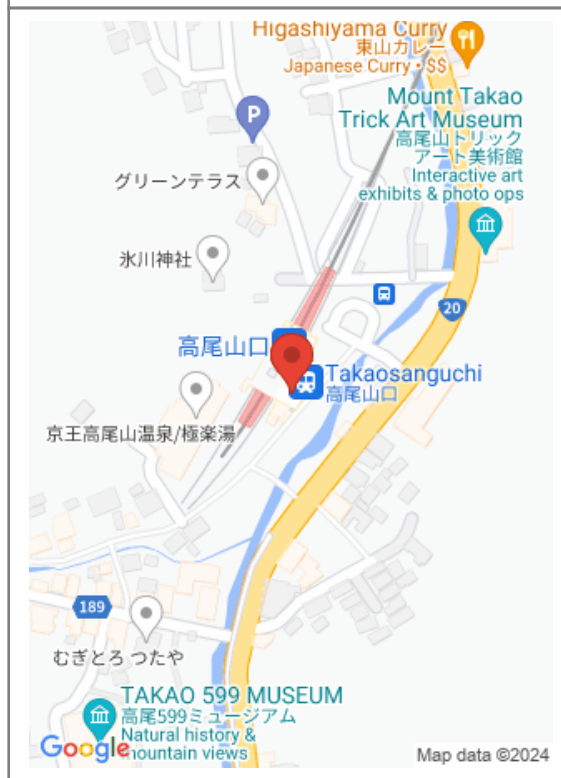 Higashiyama Curry
東山カレー
Japanese Curry • $$
Mount Takao
Trick Art Museum
高尾山トリック
アート美術館
Interactive art
exhibits & photo ops
P
グリーンテラス
氷川神社
20
高尾山口
Takaosanguchi
高尾山口
京王高尾山温泉/極楽湯
189
むぎとろ つたや
TAKAO 599 MUSEUM
高尾599ミュージアム
Natural history &
mountain views
Google
Map data ©2024